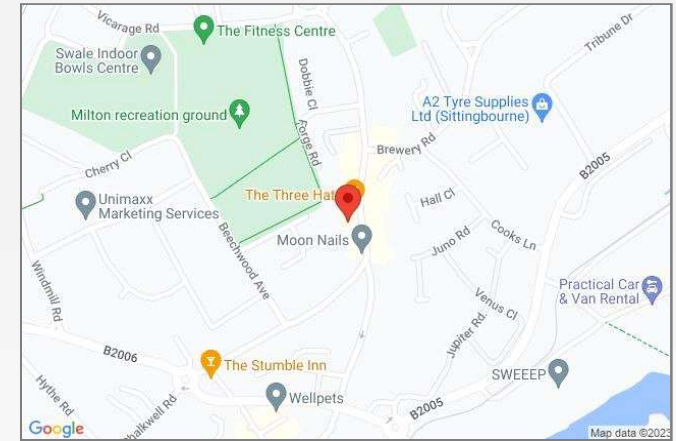 Vicarage Rd
The Fitness Centre
Tribune Dr
Swale Indoor
Bowls Centre
Dobbie Cl
Milton recreation ground
A2 Tyre Supplies
Ltd (Sittingbourne)
Forge Rd
Brewery Rd
B2005
Cherry Cl
The Three Hat
Unimaxx
Marketing Services
Hall Cl
Moon Nails
Beechwood Ave
Juno Rd
Cooks Ln
Windmill Rd
Practical Car
& Van Rental
Venus Cl
Jupiter Rd.
B2006
The Stumble Inn
SWEEEP
Hythe Rd
halkwell Rd
Wellpets
B2005
Google
Map data ©2023